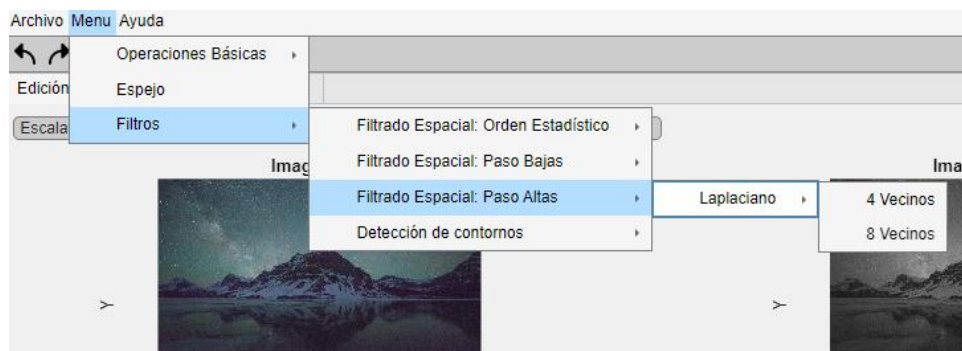 Archivo Menu Ayuda
Operaciones Básicas
Edición
Espejo
Escala
Filtros
Filtrado Espacial: Orden Estadístico
Imag
Filtrado Espacial: Paso Bajas
Ima
Filtrado Espacial: Paso Altas
Laplaciano
4 Vecinos
Detección de contornos
8 Vecinos
Y
Y